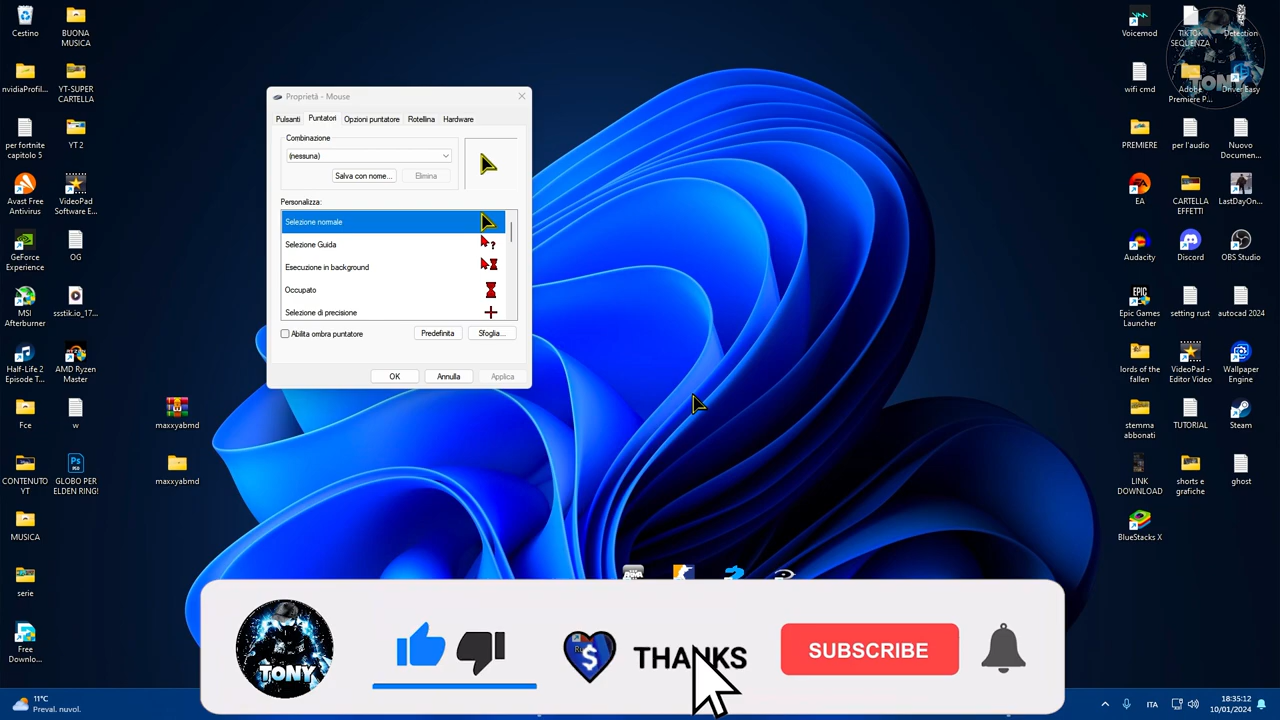 Cestino
BUONA
MUSICA
nvidiaProfil...
YT-SUPER
CARTELLA
per fortnite
capitolo 5
YT 2
Avast Free
Antivirus
VideoPad
Software E...
GeForce
Experience
OG
MSI
Afterburner
ssstik.io_17...
Half-Life 2
Episode T...
AMD Ryzen
Master
Fce
w
maxxyabmd
CONTENUTO
YT
GLOBO PER
ELDEN RING!
maxxyabmd
MUSICA
serie
Free
Downlo...
Proprietà - Mouse
Pulsanti
Puntatori
Opzioni puntatore
Rotellina
Hardware
Combinazione
(nessuna)
Salva con nome...
Elimina
Personalizza:
Selezione normale
Selezione Guida
Esecuzione in background
Occupato
Selezione di precisione
Abilita ombra puntatore
Predefinita
Sfoglia...
OK
Annulla
Applica
Voicemod
TIKTOK
SEQUENZA
Detection
TONY
wifi cmd
Adobe
Premiere P...
Driver Easy
PREMIERE
per l'audio
Nuovo
Documen...
EA
CARTELLA
EFFETTI
LastDayOn...
Audacity
Discord
OBS Studio
Epic Games
Launcher
setting rust
autocad 2024
lords of the
fallen
VideoPad -
Editor Video
Wallpaper
Engine
stemma
abbonati
TUTORIAL
Steam
LINK
DOWNLOAD
shorts e
grafiche
ghost
BlueStacks X
TONY
THANKS
SUBSCRIBE
11°C
Preval. nuvol.
ITA
18:35:12
10/01/2024